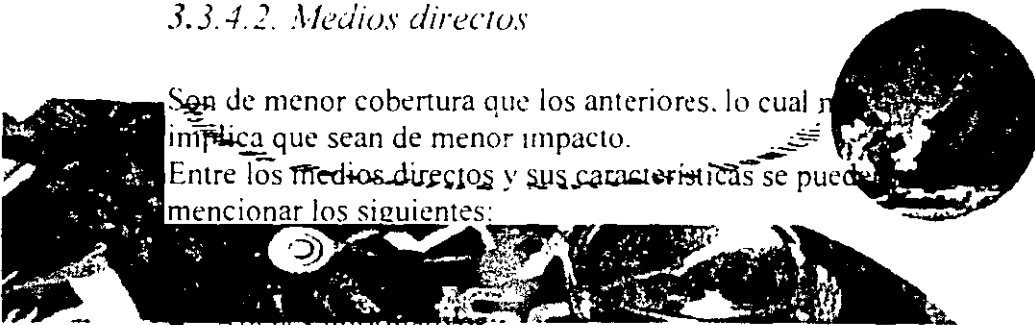 3.3.4.2. Medios directos
Son de menor cobertura que los anteriores. lo cual
implica que sean de menor impacto.
Entre los medios directos y sus características se puede
mencionar los siguientes: